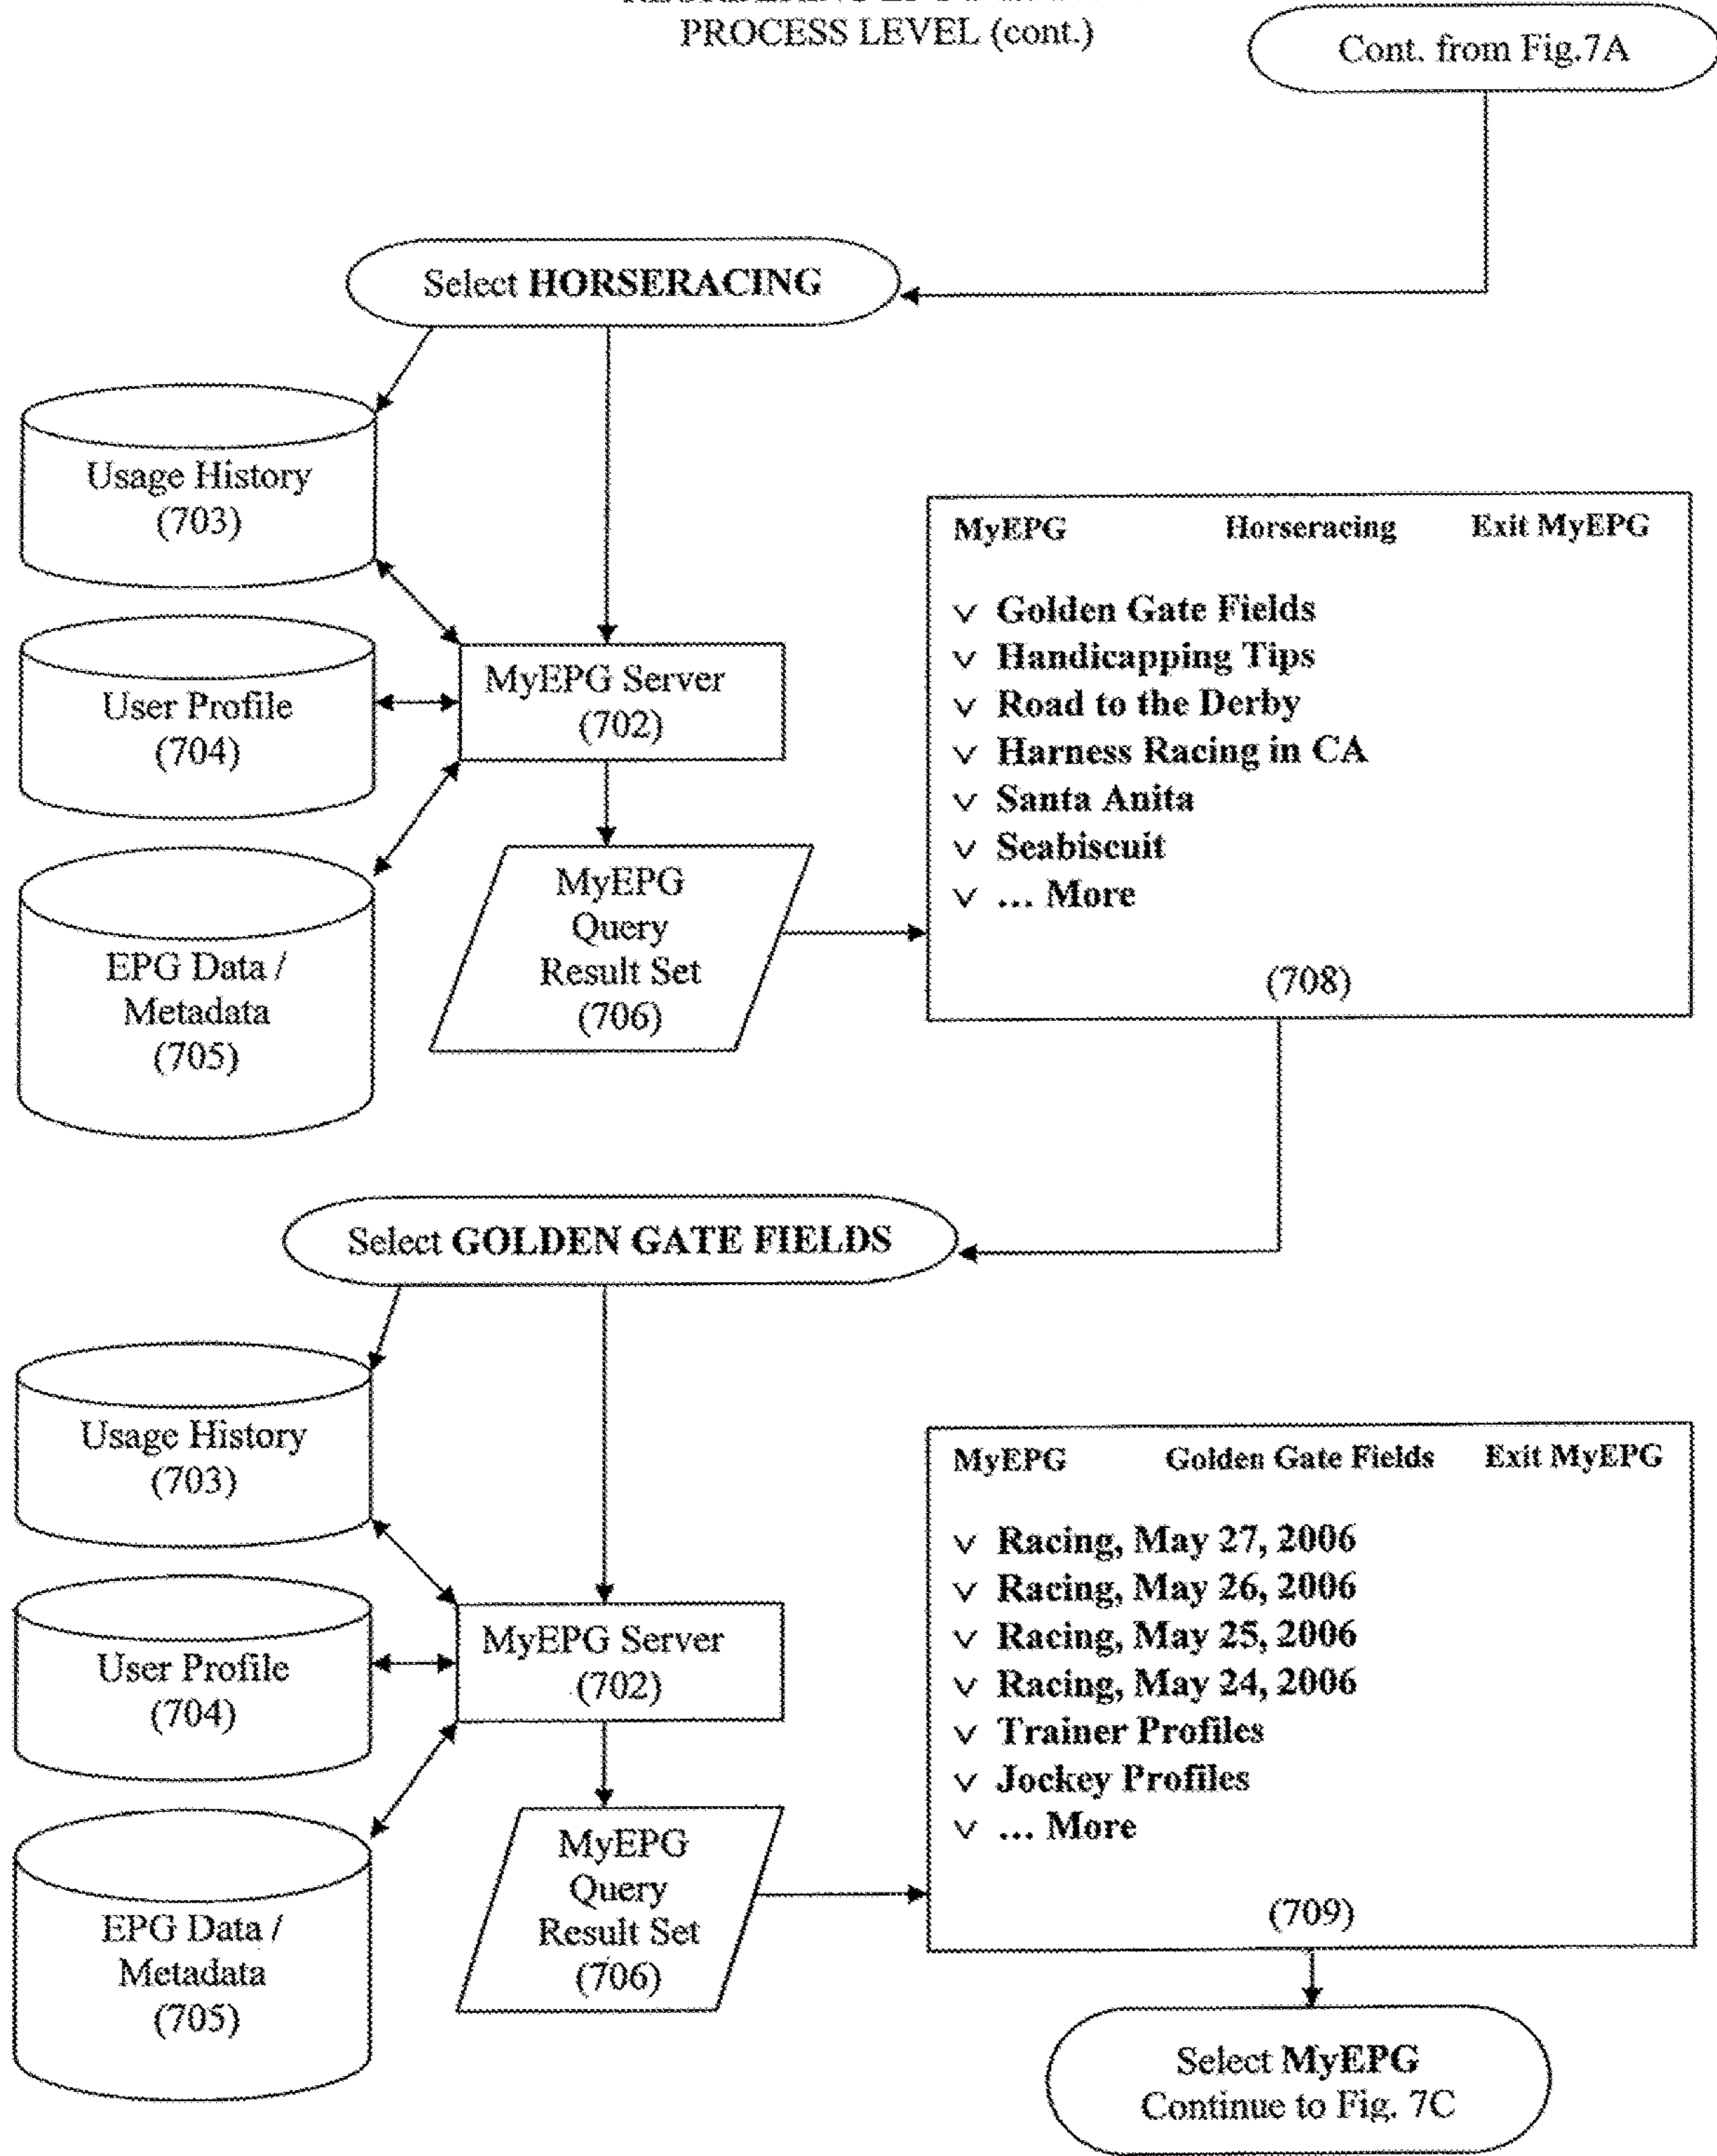 PROCESS LEVEL (cont.)
Cont. from Fig.7A
Select HORSERACING
Usage History
(703)
User Profile
(704)
EPG Data /
Metadata
(705)
MyEPG Server
(702)
MyEPG
Query
Result Set
(706)
MyEPG Horseracing Exit MyEPG
v Golden Gate Fields
v Handicapping Tips
v Road to the Derby
v Harness Racing in CA
v Santa Anita
v Seabiscuit
v ... More
(708)
Select GOLDEN GATE FIELDS
Usage History
(703)
User Profile
(704)
EPG Data /
Metadata
(705)
MyEPG Server
(702)
MyEPG
Query
Result Set
(706)
MyEPG Golden Gate Fields Exit MyEPG
v Racing, May 27, 2006
v Racing, May 26, 2006
v Racing, May 25, 2006
v Racing, May 24, 2006
v Trainer Profiles
v Jockey Profiles
v ... More
(709)
Select MyEPG
Continue to Fig. 7C